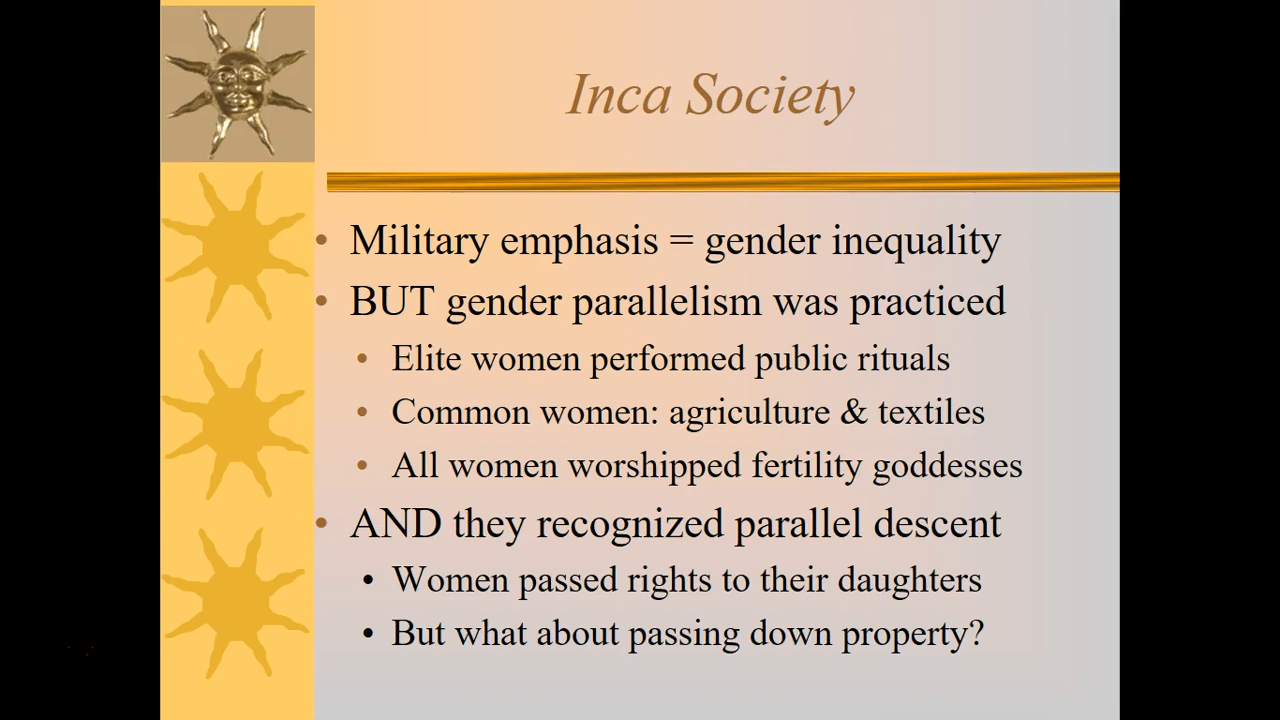 Inca Society
• Military emphasis = gender inequality
• BUT gender parallelism was practiced
• Elite women performed public rituals
• Common women: agriculture & textiles
• All women worshipped fertility goddesses
• AND they recognized parallel descent
• Women passed rights to their daughters
• But what about passing down property?